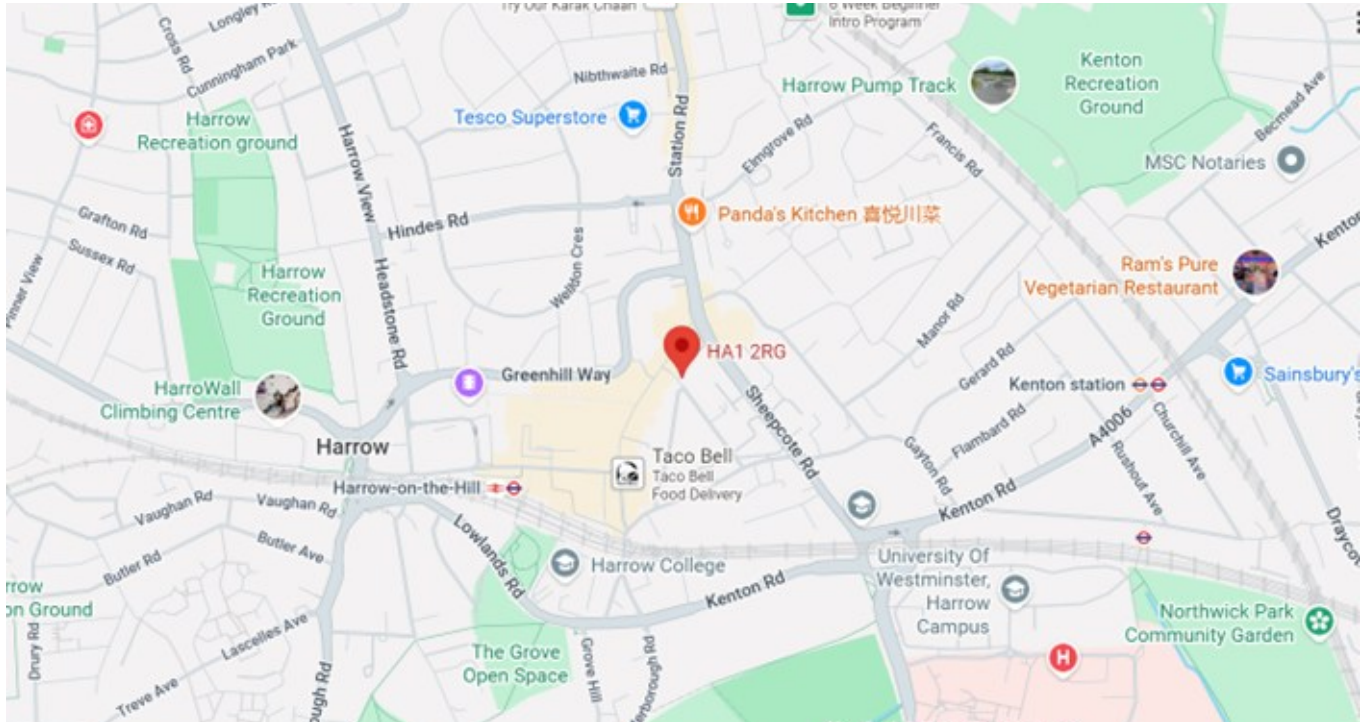 Try Our Karak Chaan
6 Week Beginner
Intro Program
Longley Rd
Cross Rd
Cunningham Park
Harrow
Recreation ground
Nibthwaite Rd
Tesco Superstore
Station Rd
Harrow Pump Track
Kenton
Recreation
Ground
Becmead Ave
Elmgrove Rd
Francis Rd
MSC Notaries
Harrow View
Grafton Rd
Hindes Rd
Panda's Kitchen 喜悦川菜
Kenton
Sussex Rd
Pinner View
Harrow
Recreation
Ground
Headstone Rd
Welldon Cres
Ram's Pure
Vegetarian Restaurant
Manor Rd
HA1 2RG
Greenhill Way
HarroWall
Climbing Centre
Gerard Rd
Kenton station
Sainsbury's
Sheepcote Rd
Flambard Rd
A4006
Churchill Ave
Harrow
Gayton Rd
Rushout Ave
Taco Bell
Taco Bell
Food Delivery
Harrow-on-the-Hill
Vaughan Rd
Vaughan Rd
Kenton Rd
Lowlands Rd
Butler Ave
Butler Rd
Harrow College
University Of
Westminster,
Harrow
Campus
Kenton Rd
Northwick Park
Community Garden
rrow
on Ground
Drury Rd
Lascelles Ave
The Grove
Open Space
Grove Hill
Treve Ave
ough Rd
H